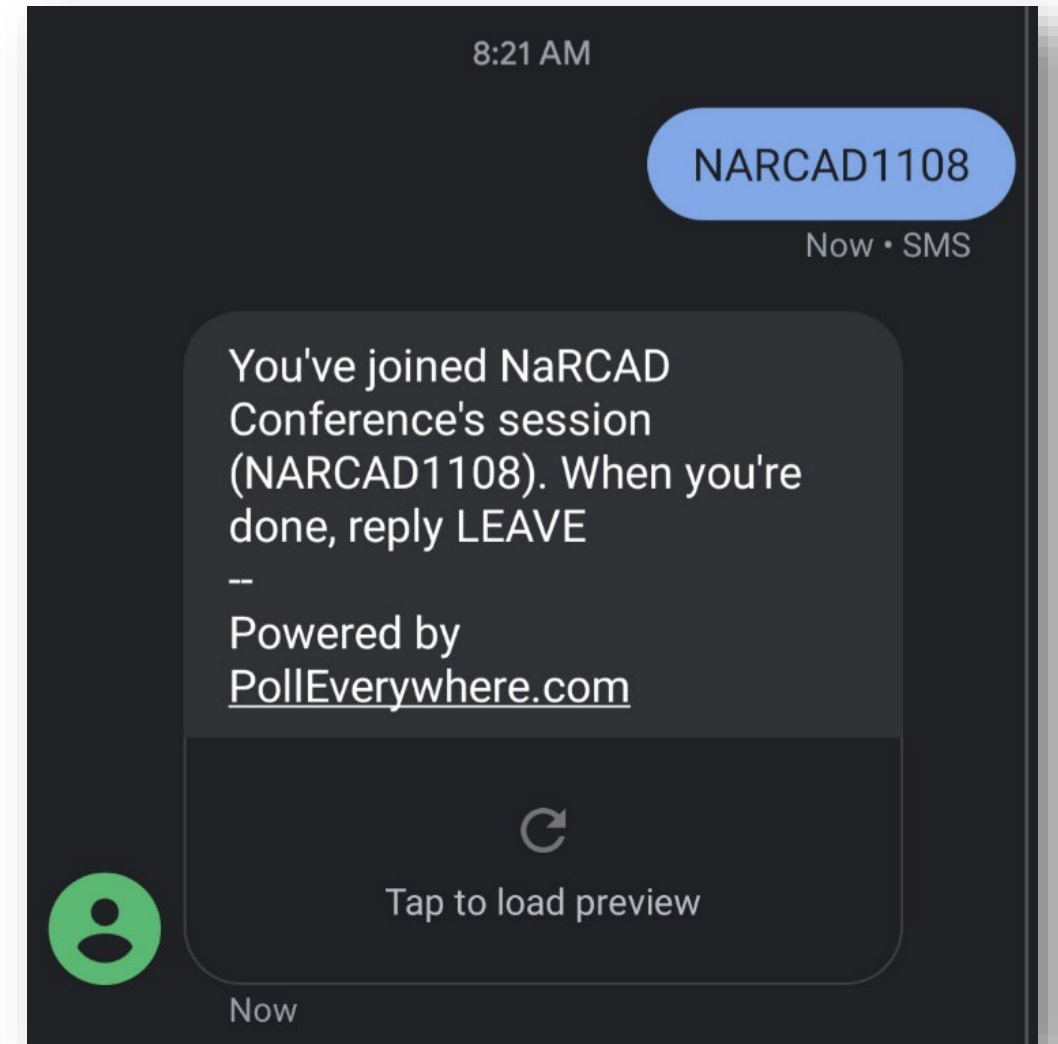 8:21 AM
NARCAD1108
Now • SMS
You've joined NaRCAD
Conference's session
(NARCAD1108). When you're
done, reply LEAVE
--
Powered by
PollEverywhere.com
Tap to load preview
Now